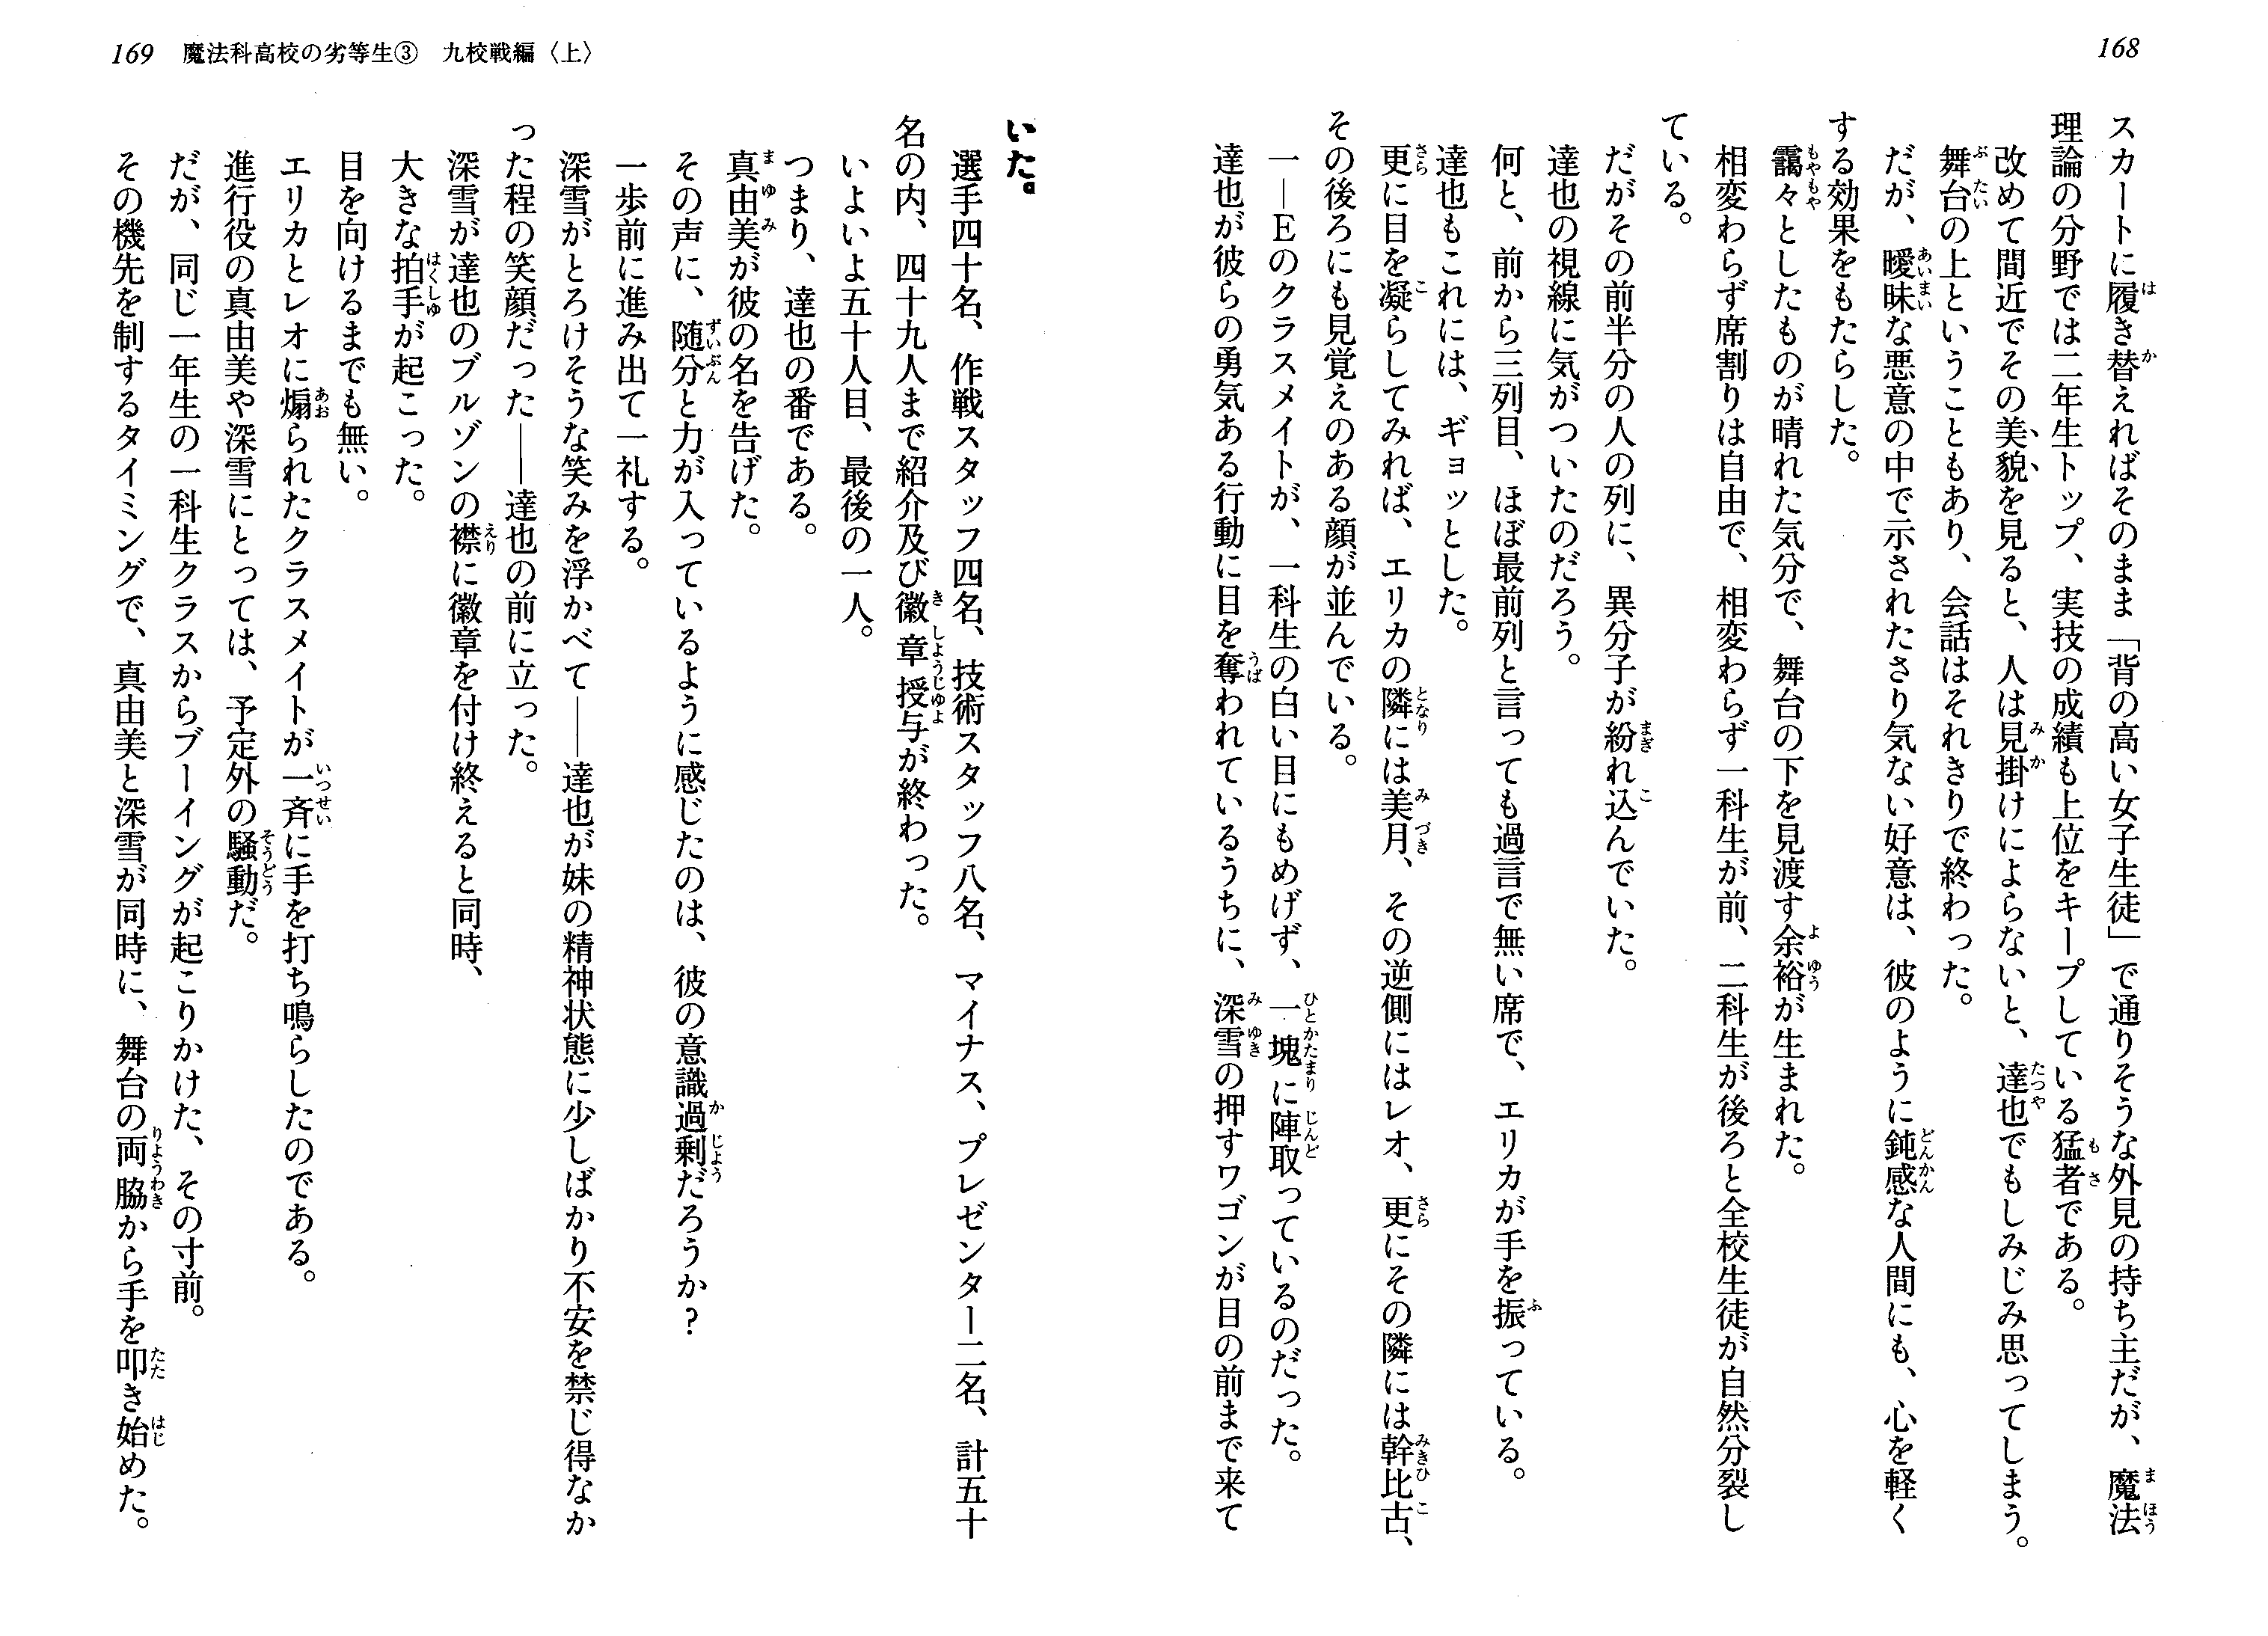 168
スカートに履き替えればそのまま「背の高い女子生徒」で通りそうな外見の持ち主だが、魔法
理論の分野では二年生トップ、実技の成績も上位をキープしている猛者である。
改めて間近でその美貌を見ると、人は見掛けによらないと、達也でもしみじみ思ってしまう。
舞台の上ということもあり、会話はそれきりで終わった。
だが、曖昧な悪意の中で示されたさり気ない好意は、彼のように鈍感な人間にも、心を軽く
する効果をもたらした。
靄々としたものが晴れた気分で、舞台の下を見渡す余裕が生まれた。
相変わらず席割りは自由で、相変わらず一科生が前、二科生が後ろと全校生徒が自然分裂し
ている。
だがその前半分の人の列に、異分子が紛れ込んでいた。
達也の視線に気がついたのだろう。
何と、前から三列目、ほぼ最前列と言っても過言で無い席で、エリカが手を振っている。
達也もこれには、ギョッとした。
更に目を凝らしてみれば、エリカの隣には美月、その逆側にはレオ、更にその隣には幹比古、
その後ろにも見覚えのある顔が並んでいる。
一―Eのクラスメイトが、一科生の白い目にもめげず、一塊に陣取っているのだった。
達也が彼らの勇気ある行動に目を奪われているうちに、深雪の押すワゴンが目の前まで来て
169 魔法科高校の劣等生③ 九校戦編〈上〉
いた。
選手四十名、作戦スタッフ四名、技術スタッフ八名、マイナス、プレゼンター二名、計五十
名の内、四十九人まで紹介及び徽章授与が終わった。
いよいよ五十人目、最後の一人。
つまり、達也の番である。
真由美が彼の名を告げた。
その声に、随分と力が入っているように感じたのは、彼の意識過剰だろうか?
一歩前に進み出て一礼する。
深雪がとろけそうな笑みを浮かべて――達也が妹の精神状態に少しばかり不安を禁じ得なか
った程の笑顔だった――達也の前に立った。
深雪が達也のブルゾンの襟に徽章を付け終えると同時、
大きな拍手が起こった。
目を向けるまでも無い。
エリカとレオに煽られたクラスメイトが一斉に手を打ち鳴らしたのである。
進行役の真由美や深雪にとっては、予定外の騒動だ。
だが、同じ一年生の一科生クラスからブーイングが起こりかけた、その寸前。
その機先を制するタイミングで、真由美と深雪が同時に、舞台の両脇から手を叩き始めた。